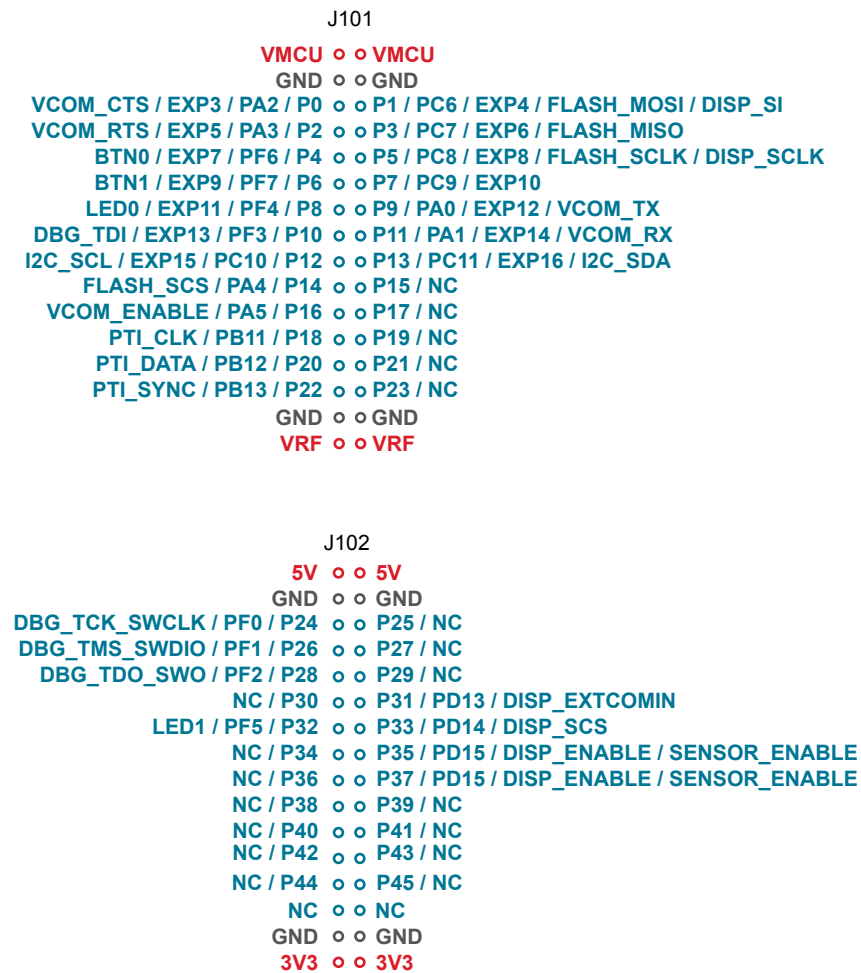 J101
VMCU VMCU
GND GND
VCOM_CTS / EXP3 / PA2 / P0 P1 / PC6 / EXP4 / FLASH_MOSI / DISP_SI
VCOM_RTS / EXP5 / PA3 / P2 P3 / PC7 / EXP6 / FLASH_MISO
BTN0 / EXP7 / PF6 / P4 P5 / PC8 / EXP8 / FLASH_SCLK / DISP_SCLK
BTN1 / EXP9 / PF7 / P6 P7 / PC9 / EXP10
LED0 / EXP11 / PF4 / P8 P9 / PA0 / EXP12 / VCOM_TX
DBG_TDI / EXP13 / PF3 / P10 P11 / PA1 / EXP14 / VCOM_RX
I2C_SCL / EXP15 / PC10 / P12 P13 / PC11 / EXP16 / I2C_SDA
FLASH_SCS / PA4 / P14 P15 / NC
VCOM_ENABLE / PA5 / P16 P17 / NC
PTI_CLK / PB11 / P18 P19 / NC
PTI_DATA / PB12 / P20 P21 / NC
PTI_SYNC / PB13 / P22 P23 / NC
GND GND
VRF VRF
J102
5V 5V
GND GND
DBG_TCK_SWCLK / PF0 / P24 P25 / NC
DBG_TMS_SWDIO / PF1 / P26 P27 / NC
DBG_TDO_SWO / PF2 / P28 P29 / NC
NC / P30 P31 / PD13 / DISP_EXTCOMIN
LED1 / PF5 / P32 P33 / PD14 / DISP_SCS
NC / P34 P35 / PD15 / DISP_ENABLE / SENSOR_ENABLE
NC / P36 P37 / PD15 / DISP_ENABLE / SENSOR_ENABLE
NC / P38 P39 / NC
NC / P40 P41 / NC
NC / P42 P43 / NC
NC / P44 P45 / NC
NC NC
GND GND
3V3 3V3